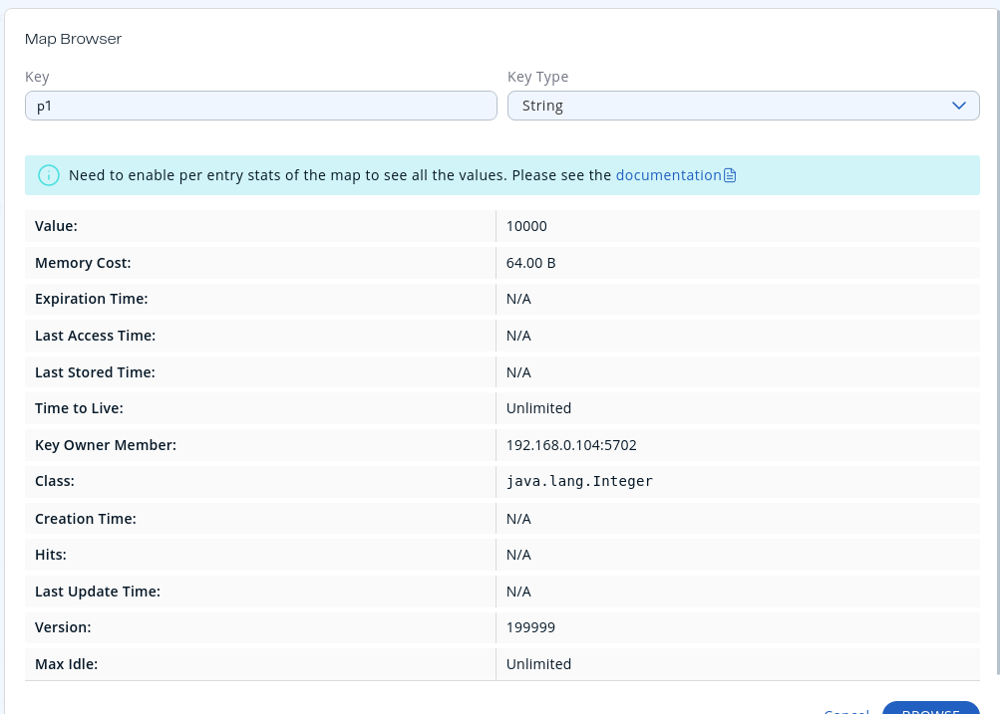 Map Browser
Key Key Type
p1 String
Need to enable per entry stats of the map to see all the values. Please see the documentation
Value: 10000
Memory Cost: 64.00 B
Expiration Time: N/A
Last Access Time: N/A
Last Stored Time: N/A
Time to Live: Unlimited
Key Owner Member: 192.168.0.104:5702
Class: java.lang.Integer
Creation Time: N/A
Hits: N/A
Last Update Time: N/A
Version: 199999
Max Idle: Unlimited
Cancel BROWSE